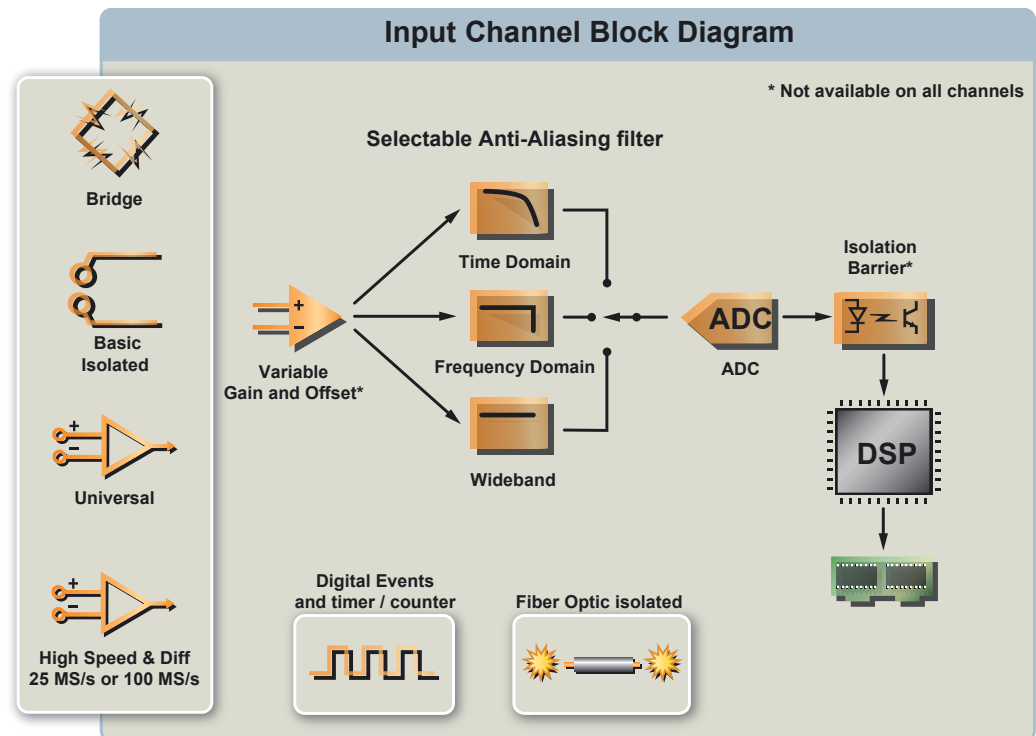 Input Channel Block Diagram
* Not available on all channels
Bridge
Basic
Isolated
+
−
Universal
+
−
High Speed & Diff
25 MS/s or 100 MS/s
Selectable Anti-Aliasing filter
+
−
Variable
Gain and Offset*
Time Domain
Frequency Domain
Wideband
ADC
ADC
Isolation
Barrier*
DSP
Digital Events
and timer / counter
Fiber Optic isolated